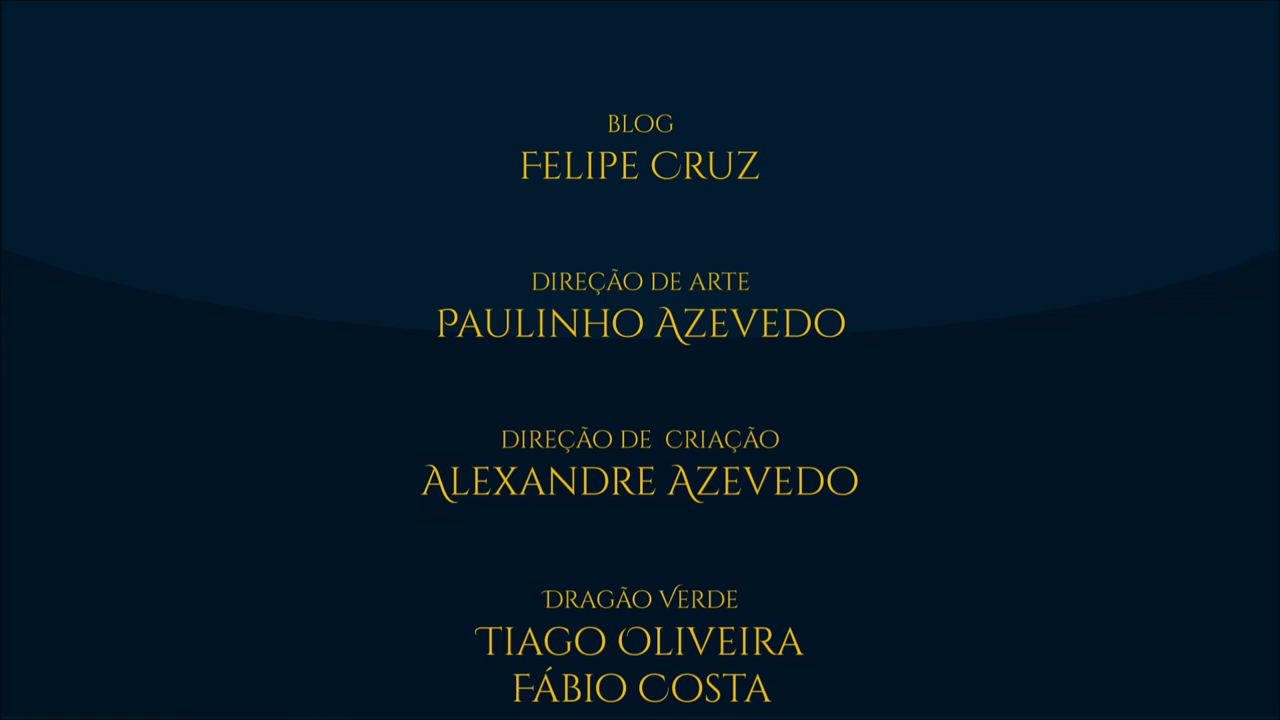 BLOG
FELIPE CRUZ
DIREÇÃO DE ARTE
PAULINHO AZEVEDO
DIREÇÃO DE CRIAÇÃO
ALEXANDRE AZEVEDO
DRAGÃO VERDE
TIAGO OLIVEIRA
FÁBIO COSTA